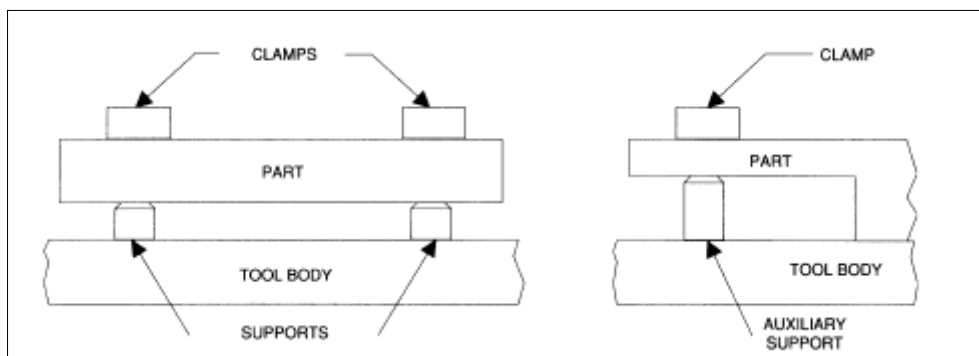 CLAMPS
PART
TOOL BODY
SUPPORTS
CLAMP
PART
TOOL BODY
AUXILIARY
SUPPORT